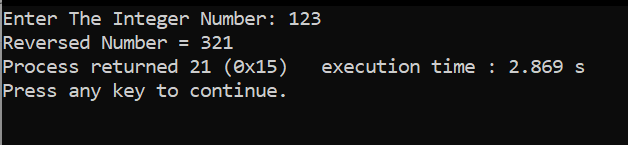 Enter The Integer Number: 123
Reversed Number = 321
Process returned 21 (0x15)   execution time : 2.869 s
Press any key to continue.